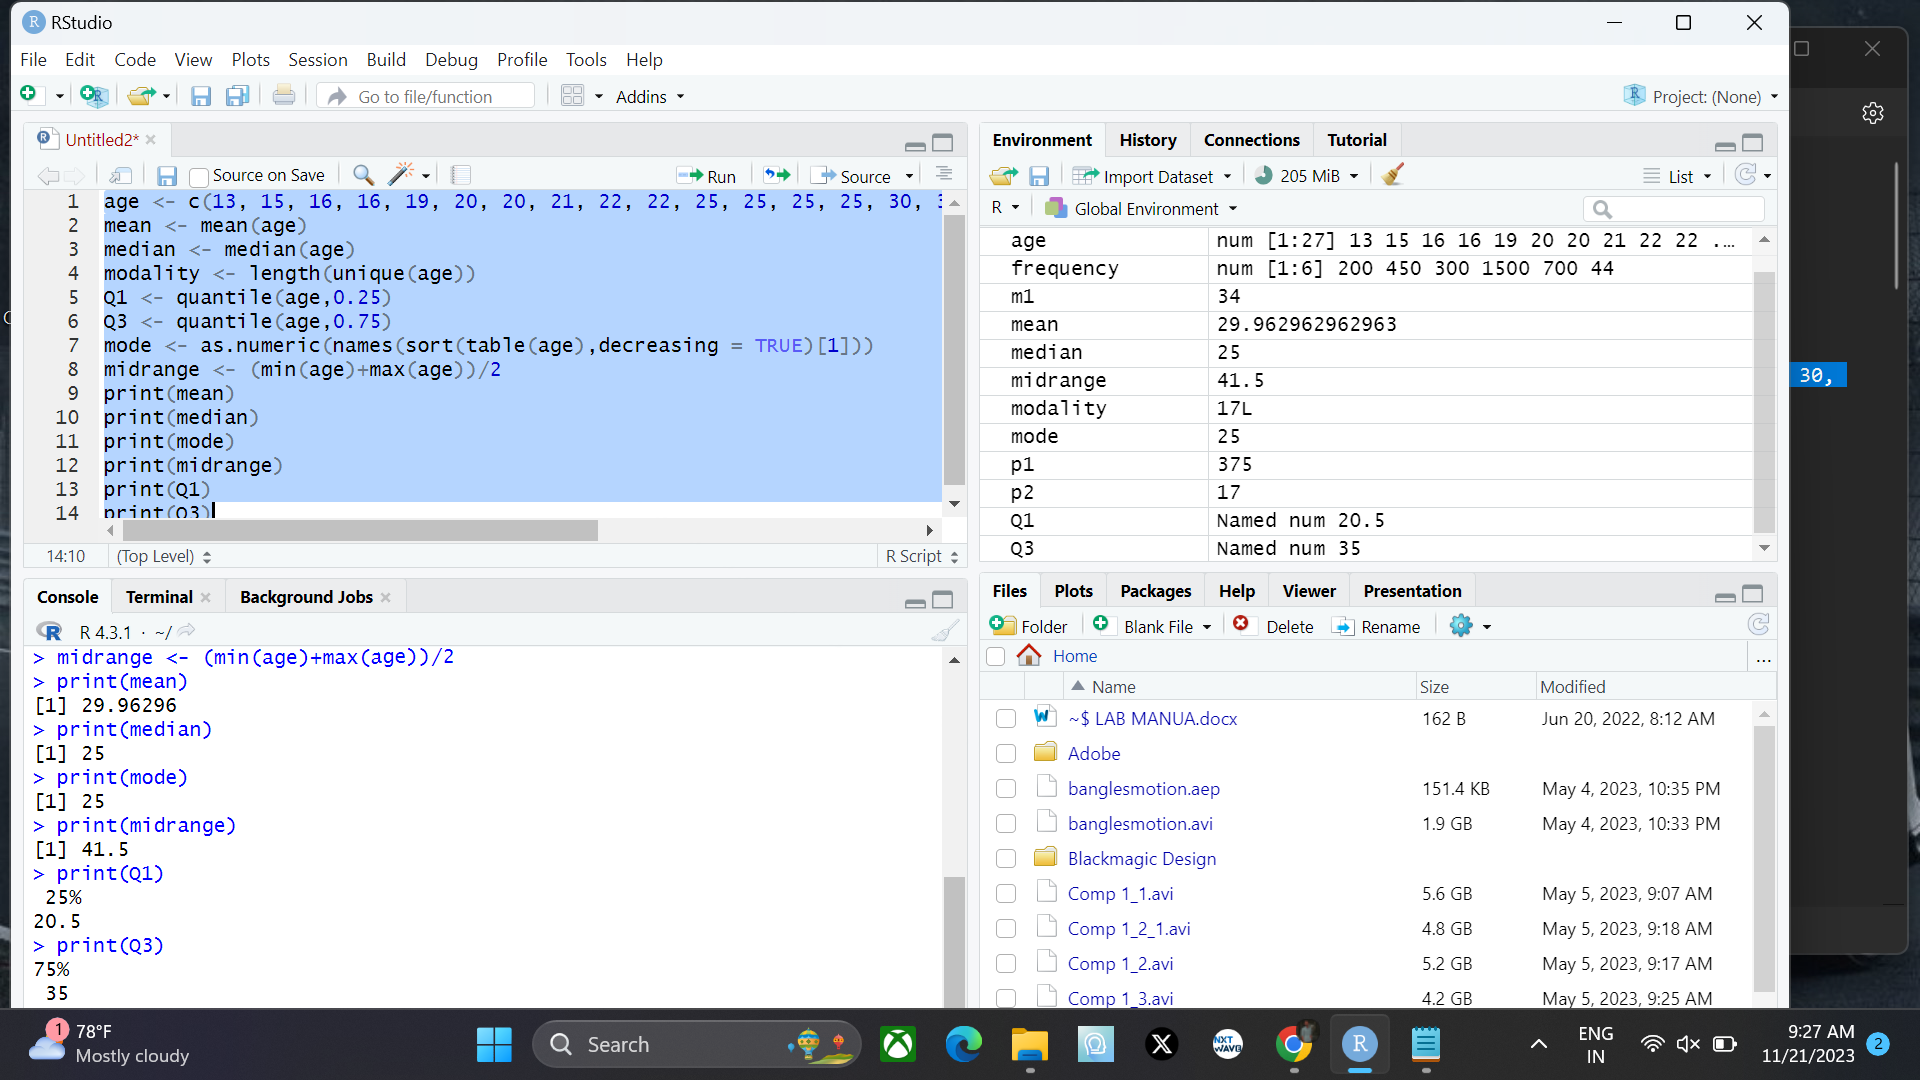 RStudio
File Edit Code View Plots Session Build Debug Profile Tools Help
Go to file/function Addins Project: (None)
Untitled2*
Source on Save Run Source
1 age <- c(13, 15, 16, 16, 19, 20, 20, 21, 22, 22, 25, 25, 25, 25, 30, 3
2 mean <- mean(age)
3 median <- median(age)
4 modality <- length(unique(age))
5 Q1 <- quantile(age,0.25)
6 Q3 <- quantile(age,0.75)
7 mode <- as.numeric(names(sort(table(age),decreasing = TRUE)[1]))
8 midrange <- (min(age)+max(age))/2
9 print(mean)
10 print(median)
11 print(mode)
12 print(midrange)
13 print(Q1)
14 print(Q3)
14:10 (Top Level) R Script
Console Terminal Background Jobs
R 4.3.1 · ~/
> midrange <- (min(age)+max(age))/2
> print(mean)
[1] 29.96296
> print(median)
[1] 25
> print(mode)
[1] 25
> print(midrange)
[1] 41.5
> print(Q1)
25%
20.5
> print(Q3)
75%
35
Environment History Connections Tutorial
Import Dataset 205 MiB List
R Global Environment
age num [1:27] 13 15 16 16 19 20 20 21 22 22 ...
frequency num [1:6] 200 450 300 1500 700 44
m1 34
mean 29.962962962963
median 25
midrange 41.5
modality 17L
mode 25
p1 375
p2 17
Q1 Named num 20.5
Q3 Named num 35
Files Plots Packages Help Viewer Presentation
Folder Blank File Delete Rename
Home ...
Name Size Modified
~$ LAB MANUA.docx 162 B Jun 20, 2022, 8:12 AM
Adobe
banglesmotion.aep 151.4 KB May 4, 2023, 10:35 PM
banglesmotion.avi 1.9 GB May 4, 2023, 10:33 PM
Blackmagic Design
Comp 1_1.avi 5.6 GB May 5, 2023, 9:07 AM
Comp 1_2_1.avi 4.8 GB May 5, 2023, 9:18 AM
Comp 1_2.avi 5.2 GB May 5, 2023, 9:17 AM
Comp 1_3.avi 4.2 GB May 5, 2023, 9:25 AM
30,
1 78°F
Mostly cloudy
Search
NXT
WAVE
ENG
IN
9:27 AM
11/21/2023
2